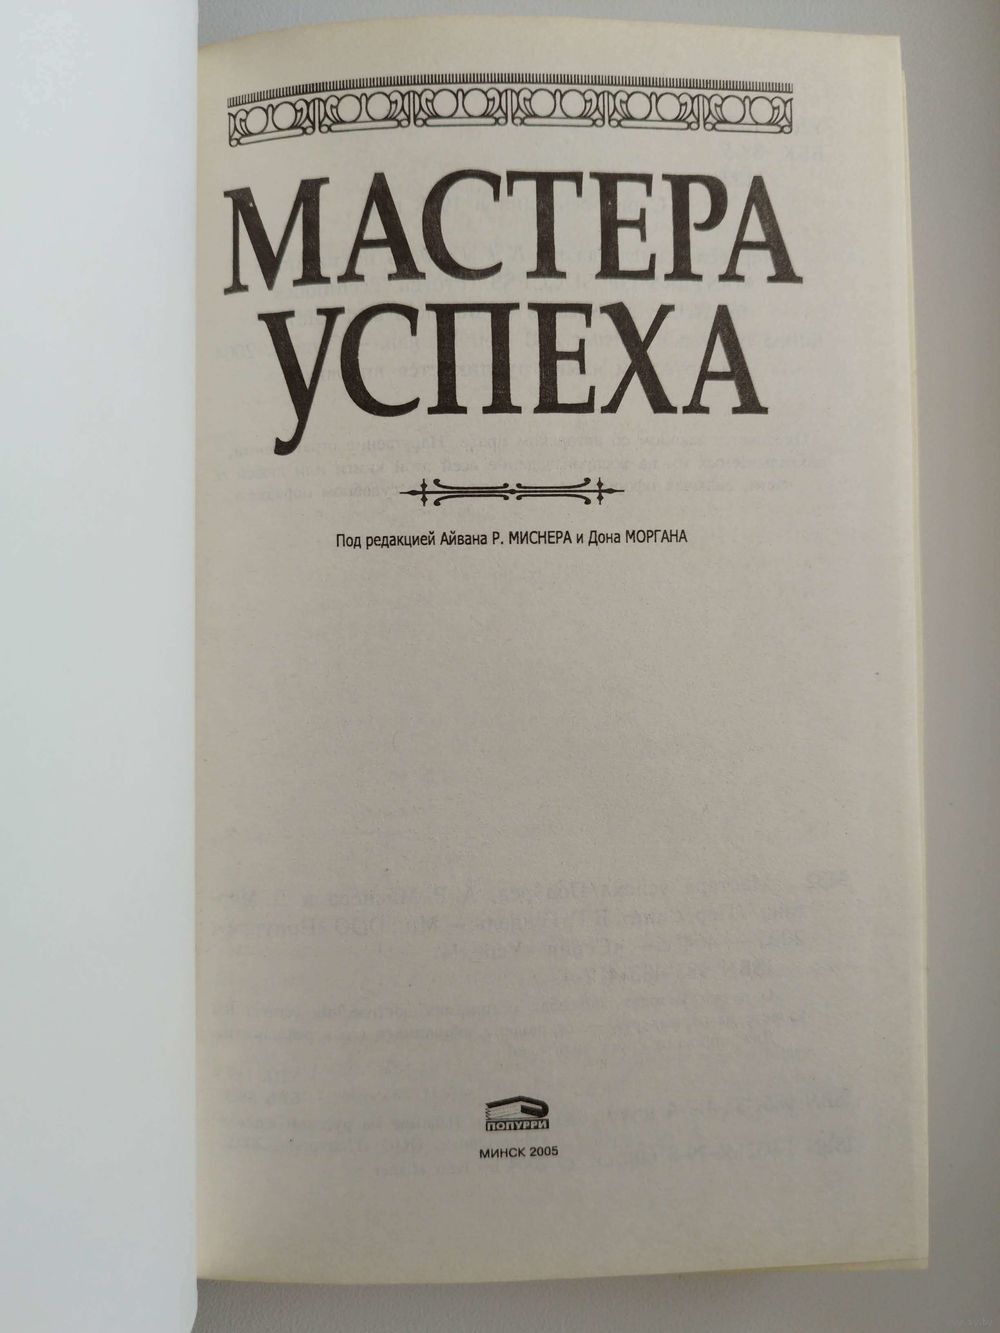 МАСТЕРА
УСПЕХА
Под редакцией Айвана Р. МИСНЕРА и Дона МОРГАНА
ПОПУРРИ
МИНСК 2005